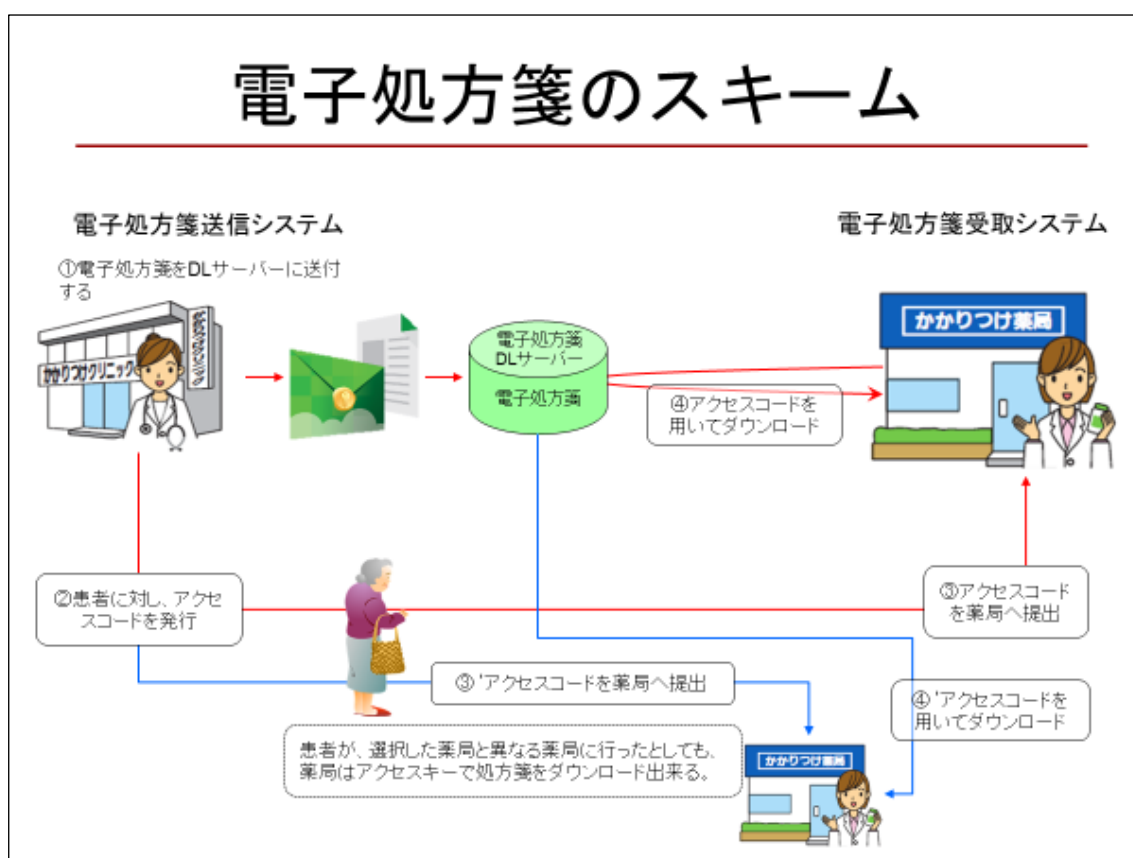 電子処方箋のスキーム
電子処方箋送信システム
電子処方箋受取システム
①電子処方箋をDLサーバーに送付
する
かかりつけクリニック
電子処方箋
DLサーバー
電子処方箋
かかりつけ薬局
④アクセスコードを
用いてダウンロード
②患者に対し、アクセ
スコードを発行
③アクセスコード
を薬局へ提出
③'アクセスコードを薬局へ提出
④'アクセスコードを
用いてダウンロード
患者が、選択した薬局と異なる薬局に行ったとしても、
薬局はアクセスキーで処方箋をダウンロード出来る。
かかりつけ薬局